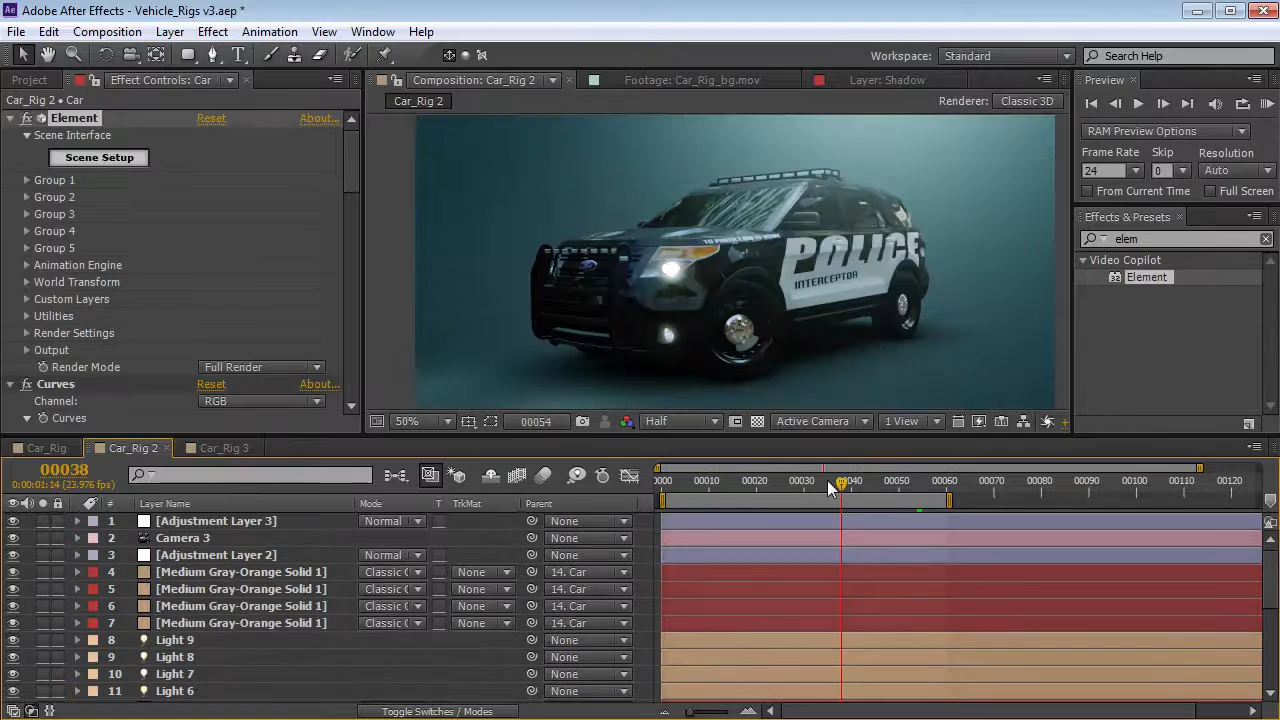 Adobe After Effects - Vehicle_Rigs v3.aep *
File Edit Composition Layer Effect Animation View Window Help
Workspace: Standard Search Help
Project Effect Controls: Car
Composition: Car_Rig 2 Footage: Car_Rig_bg.mov Layer: Shadow
Preview
Car_Rig 2 • Car
Car_Rig 2 Renderer: Classic 3D
Element Reset About...
Scene Interface
Scene Setup
Group 1
Group 2
Group 3
Group 4
Group 5
Animation Engine
World Transform
Custom Layers
Utilities
Render Settings
Output
Render Mode Full Render
Curves Reset About...
Channel: RGB
Curves
POLICE
INTERCEPTOR
50% 00054 Half Active Camera 1 View
RAM Preview Options
Frame Rate Skip Resolution
24 0 Auto
From Current Time Full Screen
Effects & Presets
elem
Video Copilot
32 Element
Car_Rig Car_Rig 2 Car_Rig 3
00038
0:00:01:14 (23.976 fps)
0000 00010 00020 00030 00040 00050 00060 00070 00080 00090 00100 00110 00120
# Layer Name Mode T TrkMat Parent
1 [Adjustment Layer 3] Normal None
2 Camera 3 None
3 [Adjustment Layer 2] Normal None
4 [Medium Gray-Orange Solid 1] Classic C None 14. Car
5 [Medium Gray-Orange Solid 1] Classic C None 14. Car
6 [Medium Gray-Orange Solid 1] Classic C None 14. Car
7 [Medium Gray-Orange Solid 1] Classic C None 14. Car
8 Light 9 None
9 Light 8 None
10 Light 7 None
11 Light 6 None
Toggle Switches / Modes